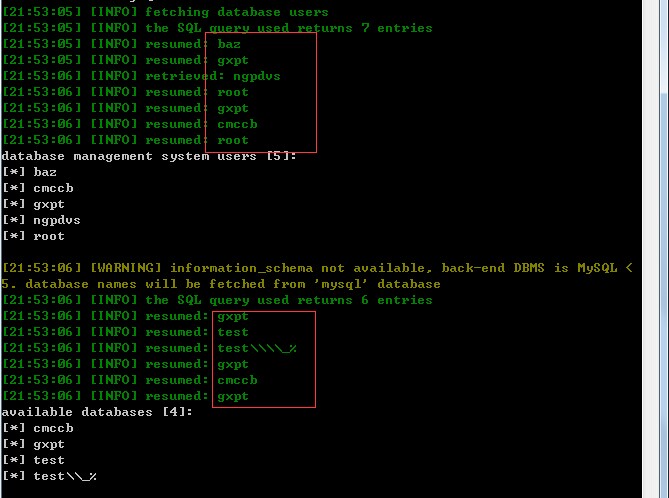 [21:53:05] [INFO] fetching database users
[21:53:05] [INFO] the SQL query used returns 7 entries
[21:53:05] [INFO] resumed: baz
[21:53:05] [INFO] resumed: gxpt
[21:53:06] [INFO] retrieved: ngpdvs
[21:53:06] [INFO] resumed: root
[21:53:06] [INFO] resumed: gxpt
[21:53:06] [INFO] resumed: cmccb
[21:53:06] [INFO] resumed: root
database management system users [5]:
[*] baz
[*] cmccb
[*] gxpt
[*] ngpdvs
[*] root
[21:53:06] [WARNING] information_schema not available, back-end DBMS is MySQL <
5. database names will be fetched from 'mysql' database
[21:53:06] [INFO] the SQL query used returns 6 entries
[21:53:06] [INFO] resumed: gxpt
[21:53:06] [INFO] resumed: test
[21:53:06] [INFO] resumed: test\\\\_%
[21:53:06] [INFO] resumed: gxpt
[21:53:06] [INFO] resumed: cmccb
[21:53:06] [INFO] resumed: gxpt
available databases [4]:
[*] cmccb
[*] gxpt
[*] test
[*] test\\_%